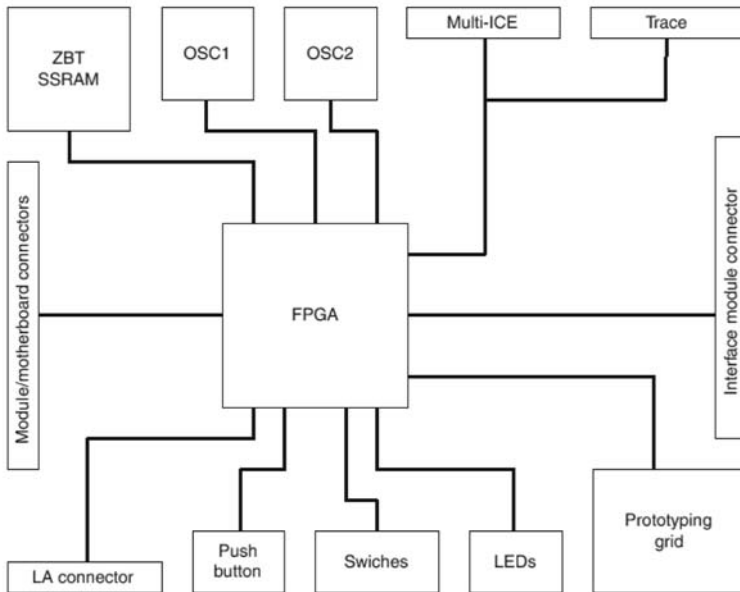 ZBT
SSRAM
OSC1
OSC2
Multi-ICE
Trace
Module/motherboard connectors
FPGA
Interface module connector
LA connector
Push
button
Swiches
LEDs
Prototyping
grid